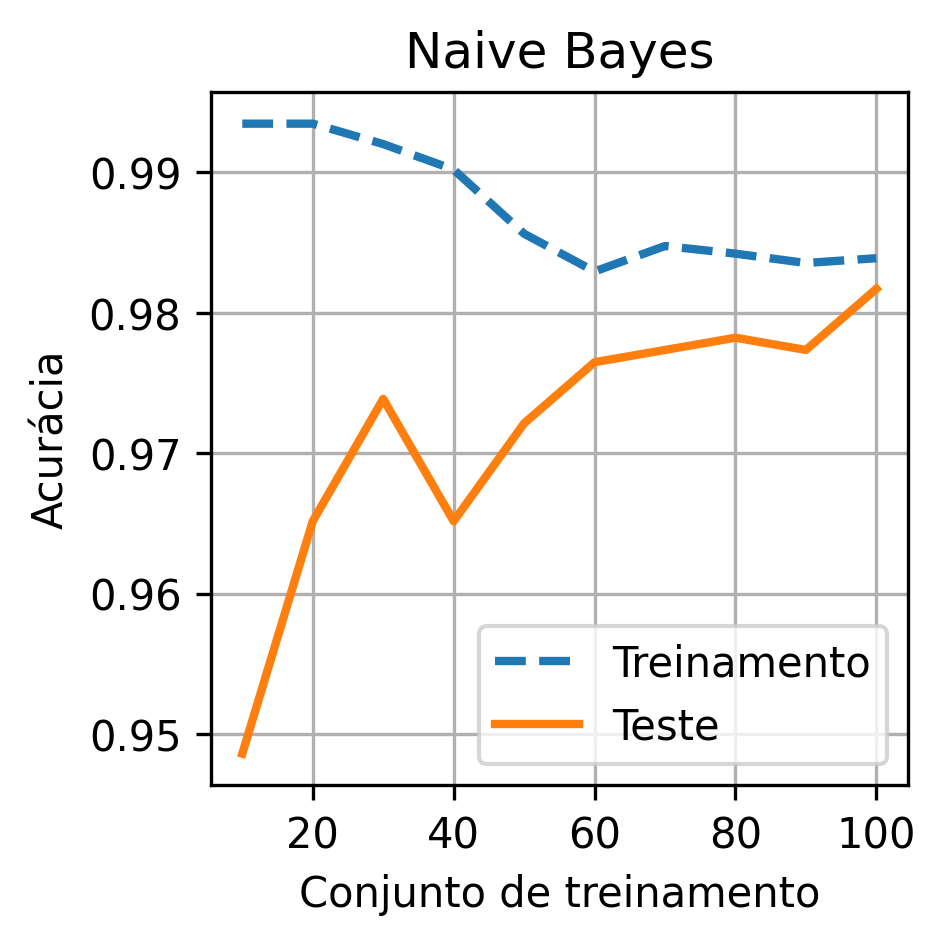 Naive Bayes
0.99
0.98
0.97
0.96
0.95
Acurácia
Treinamento
Teste
20 40 60 80 100
Conjunto de treinamento